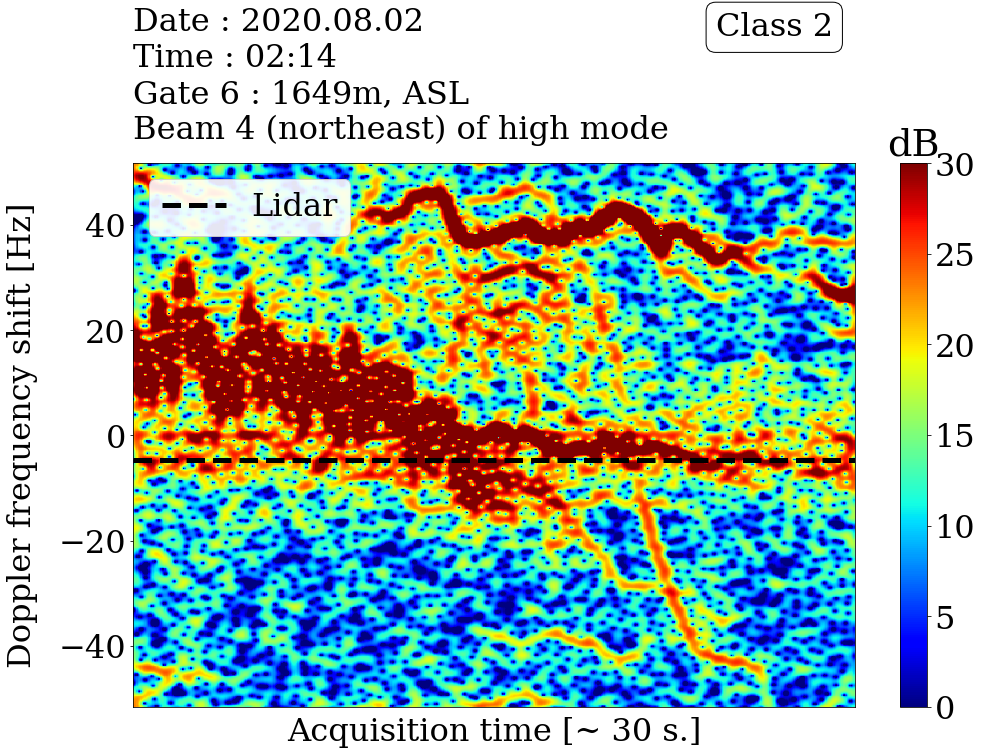 Date : 2020.08.02
Class 2
Time : 02:14
Gate 6 : 1649m, ASL
Beam 4 (northeast) of high mode
dB
Lidar
Doppler frequency shift [Hz]
40
20
0
−20
−40
30
25
20
15
10
5
0
Acquisition time [~ 30 s.]